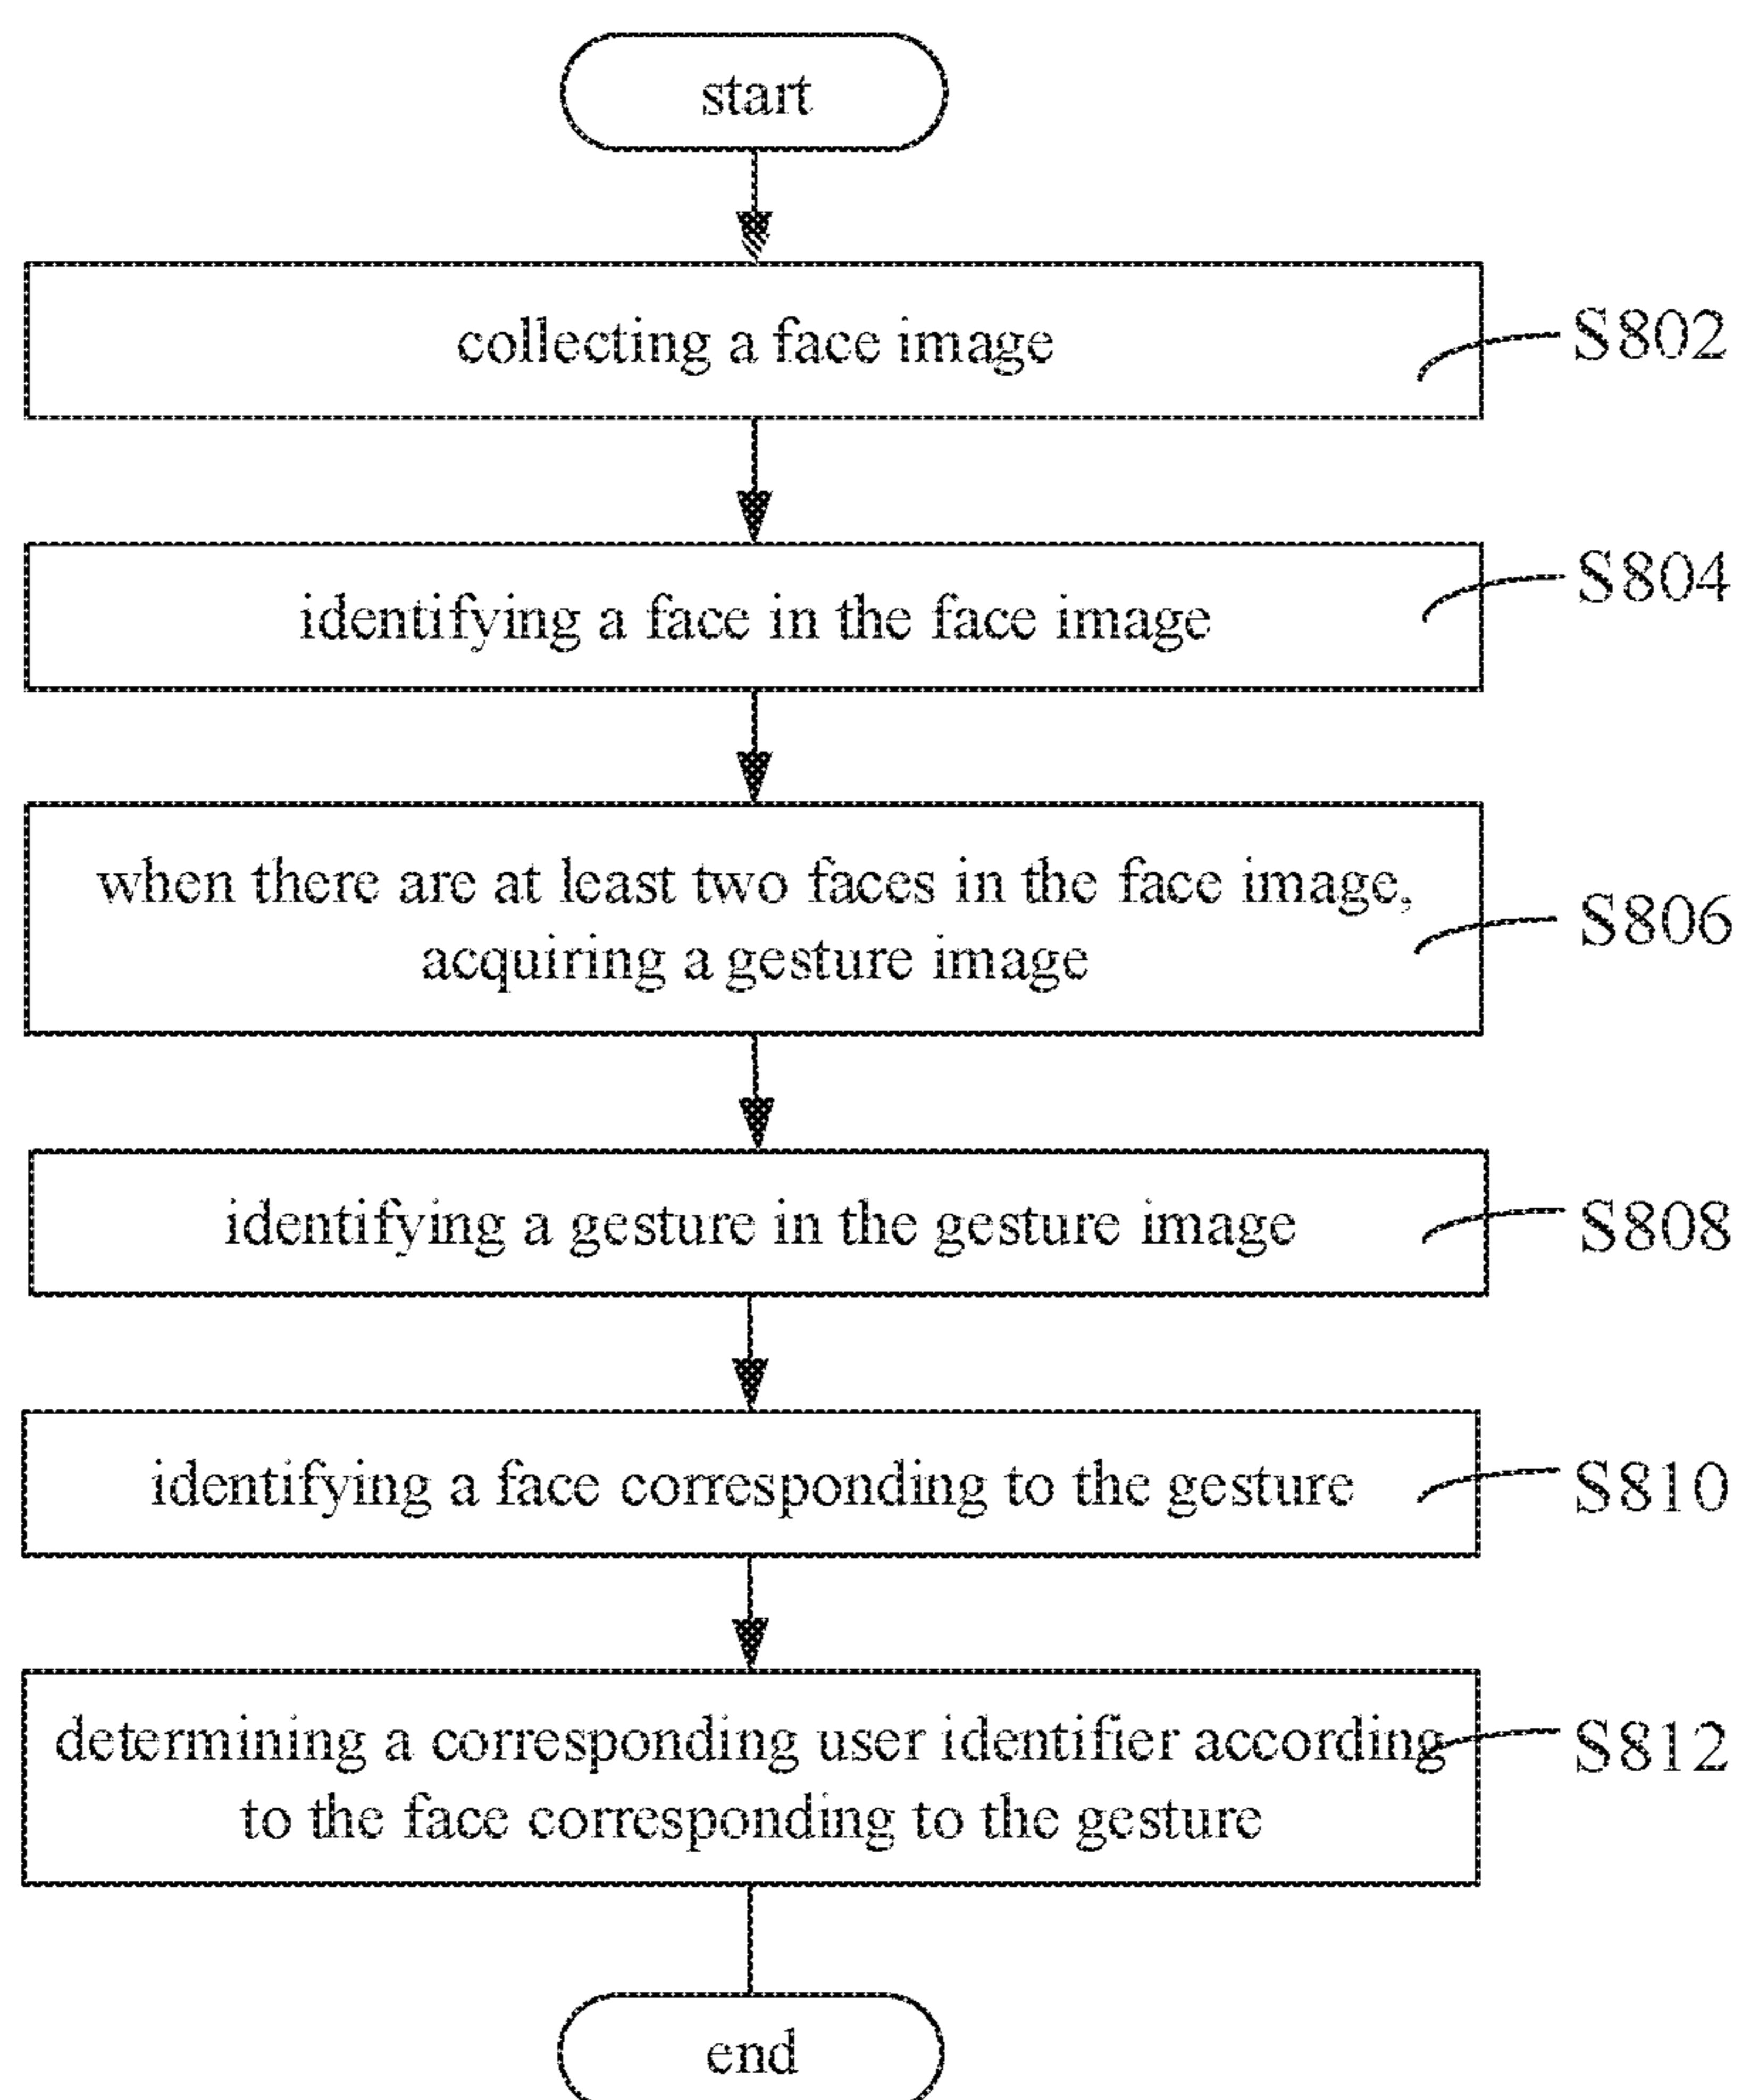 start
collecting a face image
S802
identifying a face in the face image
S804
when there are at least two faces in the face image,
acquiring a gesture image
S806
identifying a gesture in the gesture image
S808
identifying a face corresponding to the gesture
S810
determining a corresponding user identifier according
to the face corresponding to the gesture
S812
end